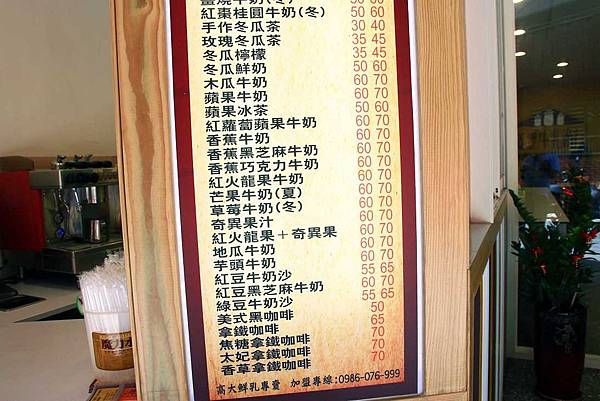 紅棗桂圓牛奶(冬) 50 60
手作冬瓜茶 30 40
玫瑰冬瓜茶 35 45
冬瓜檸檬 35 45
冬瓜鮮奶 50 60
木瓜牛奶 60 70
蘋果牛奶 60 70
蘋果冰茶 50 60
紅蘿蔔蘋果牛奶 60 70
香蕉牛奶 60 70
香蕉黑芝麻牛奶 60 70
香蕉巧克力牛奶 60 70
紅火龍果牛奶 60 70
芒果牛奶(夏) 60 70
草莓牛奶(冬) 60 70
奇異果汁 60 70
紅火龍果＋奇異果 60 70
地瓜牛奶 60 70
芋頭牛奶 60 70
紅豆牛奶沙 55 65
紅豆黑芝麻牛奶 60 70
綠豆牛奶沙 55 65
美式黑咖啡 50
拿鐵咖啡 65
焦糖拿鐵咖啡 70
太妃拿鐵咖啡 70
香草拿鐵咖啡 70
高大鮮乳專賣 加盟專線:0986-076-999
魔力